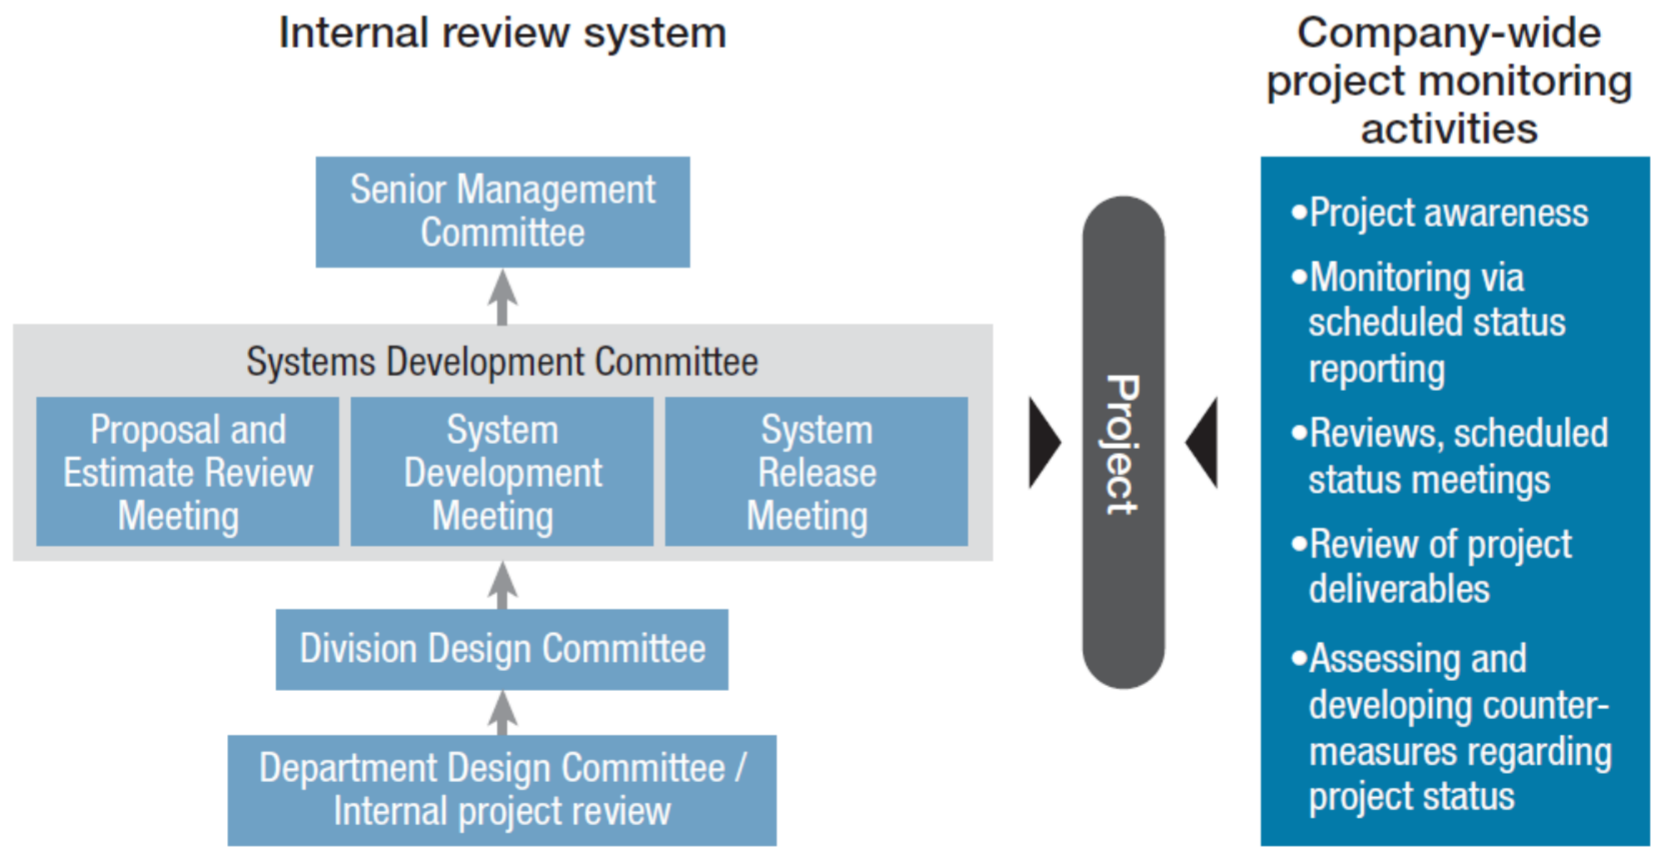 Internal review system
Senior Management
Committee
Systems Development Committee
Proposal and
Estimate Review
Meeting
System
Development
Meeting
System
Release
Meeting
Division Design Committee
Department Design Committee /
Internal project review
Project
Company-wide
project monitoring
activities
•Project awareness
•Monitoring via
scheduled status
reporting
•Reviews, scheduled
status meetings
•Review of project
deliverables
•Assessing and
developing counter-
measures regarding
project status